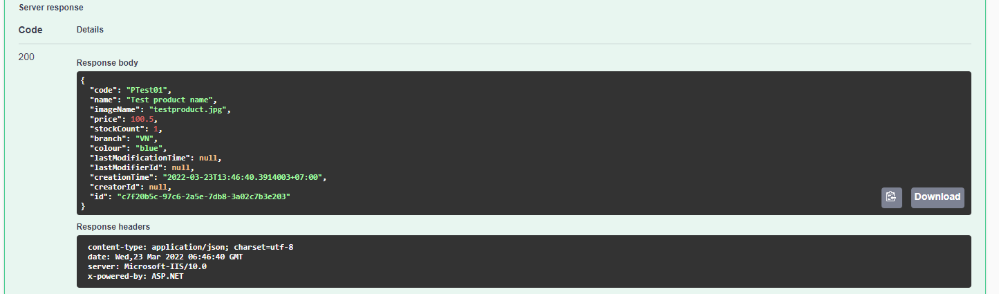 Server response
Code Details
200
Response body
{
  "code": "PTest01",
  "name": "Test product name",
  "imageName": "testproduct.jpg",
  "price": 100.5,
  "stockCount": 1,
  "branch": "VN",
  "colour": "blue",
  "lastModificationTime": null,
  "lastModifierId": null,
  "creationTime": "2022-03-23T13:46:40.3914003+07:00",
  "creatorId": null,
  "id": "c7f20b5c-97c6-2a5e-7db8-3a02c7b3e203"
}
Download
Response headers
content-type: application/json; charset=utf-8
date: Wed,23 Mar 2022 06:46:40 GMT
server: Microsoft-IIS/10.0
x-powered-by: ASP.NET